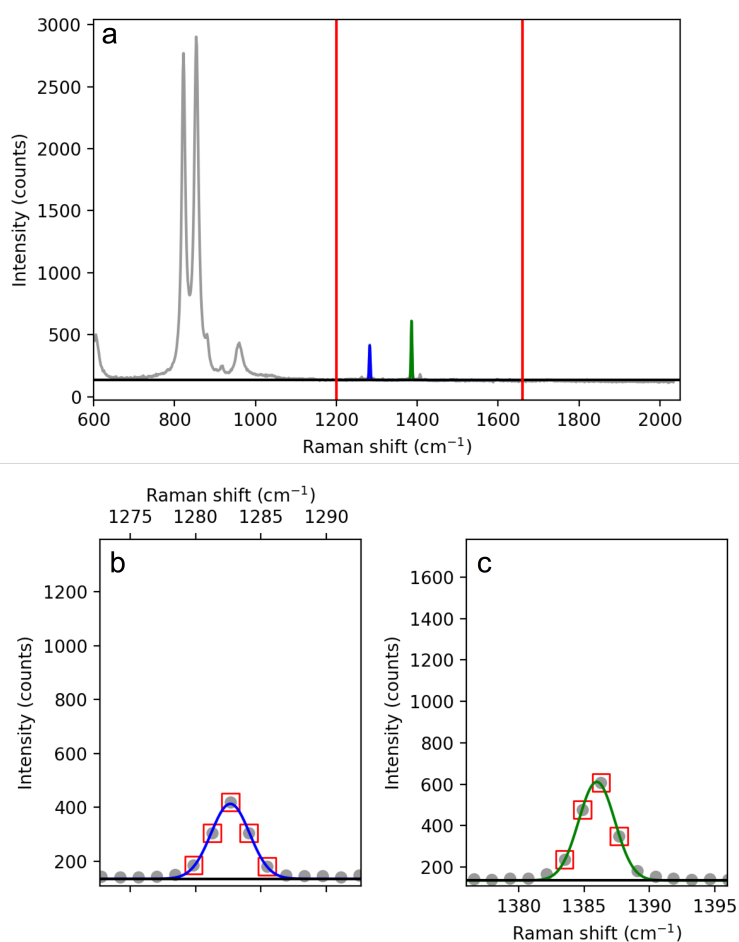 a
3000
2500
2000
1500
1000
500
0
Intensity (counts)
600 800 1000 1200 1400 1600 1800 2000
Raman shift (cm⁻¹)
Raman shift (cm⁻¹)
1275 1280 1285 1290
b
1200
1000
800
600
400
200
Intensity (counts)
c
1600
1400
1200
1000
800
600
400
200
Intensity (counts)
1380 1385 1390 1395
Raman shift (cm⁻¹)